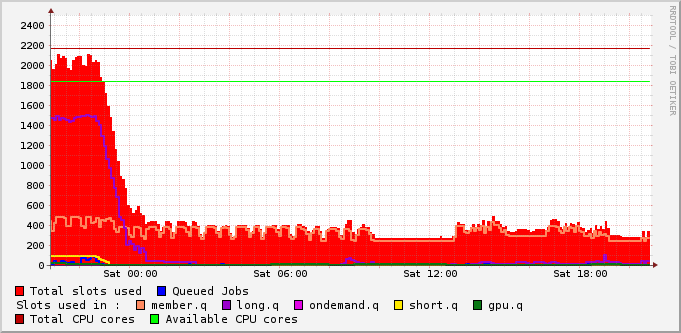 2400
2200
2000
1800
1600
1400
1200
1000
800
600
400
200
0
Sat 00:00 Sat 06:00 Sat 12:00 Sat 18:00
Total slots used Queued Jobs
Slots used in : member.q long.q ondemand.q short.q gpu.q
Total CPU cores Available CPU cores
RRDTOOL / TOBI OETIKER